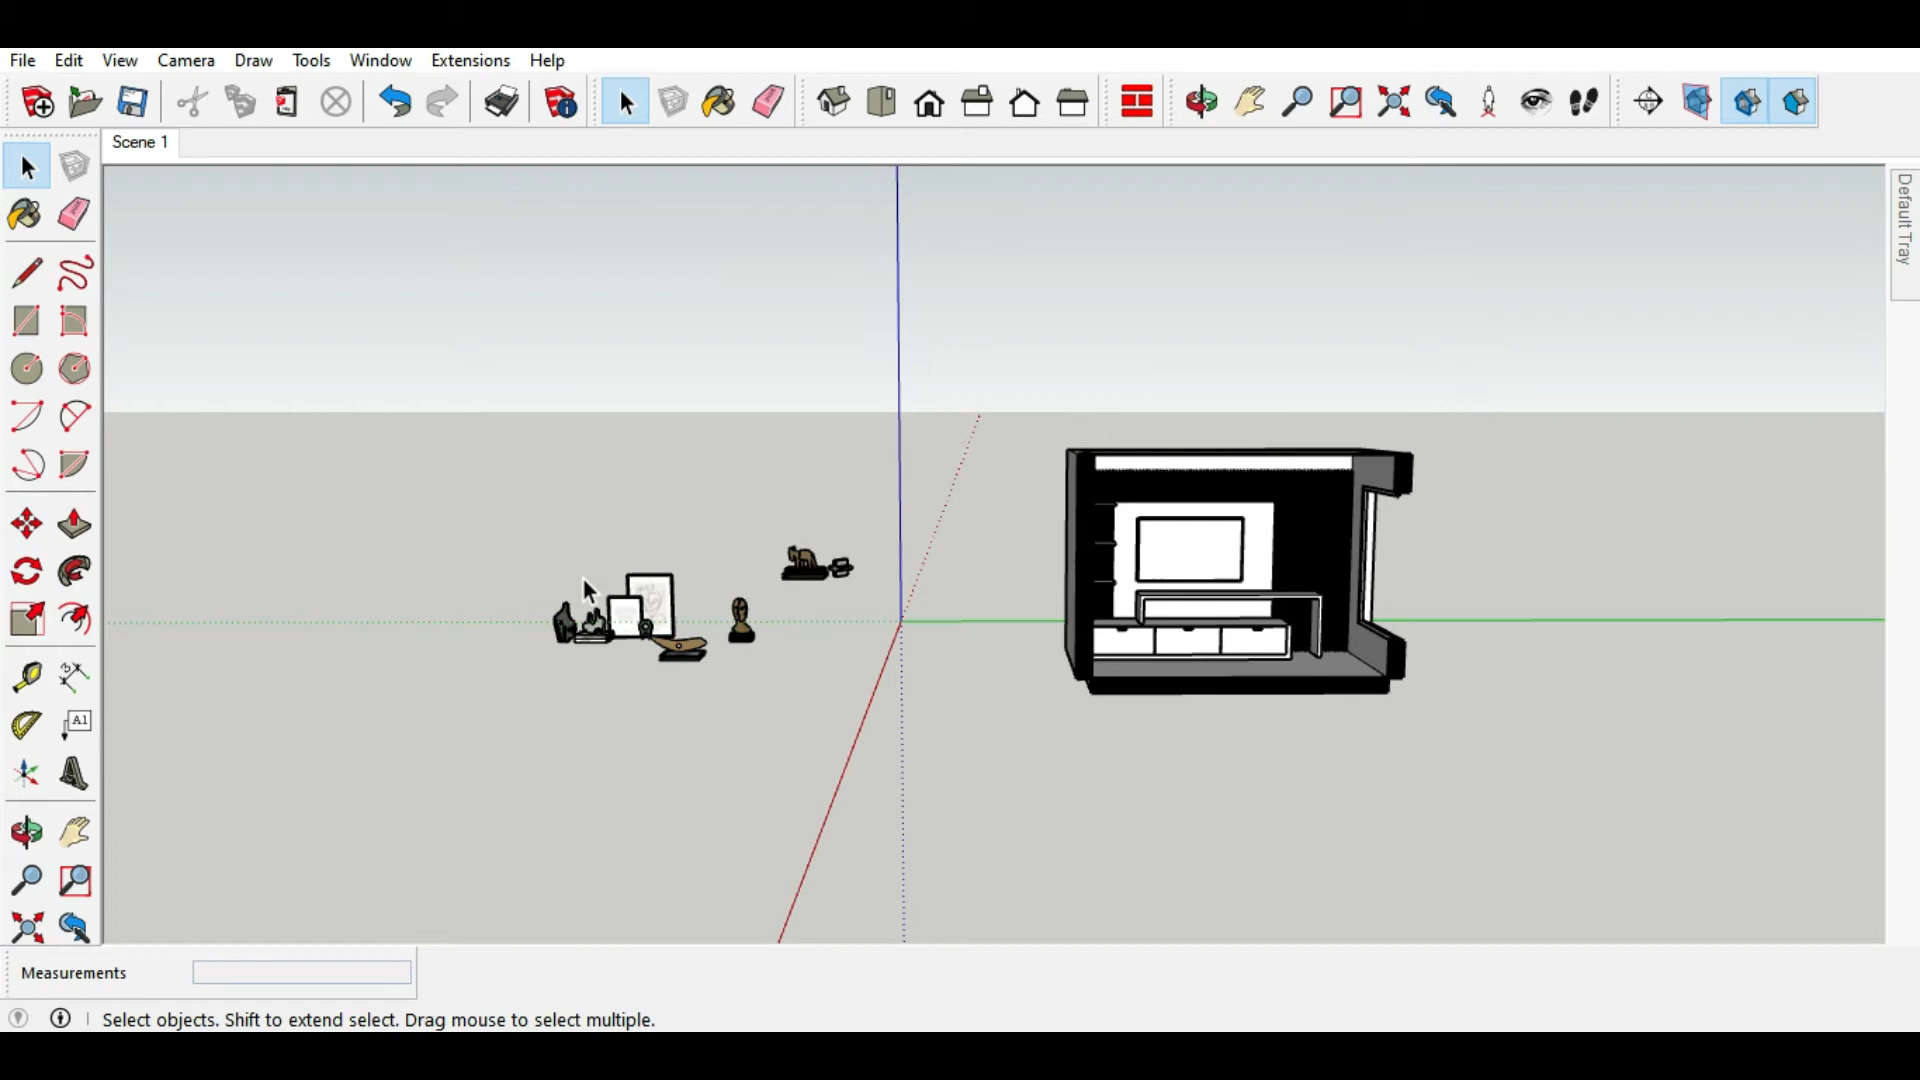 File Edit View Camera Draw Tools Window Extensions Help
Scene 1
Default Tray
A1
Measurements
Select objects. Shift to extend select. Drag mouse to select multiple.